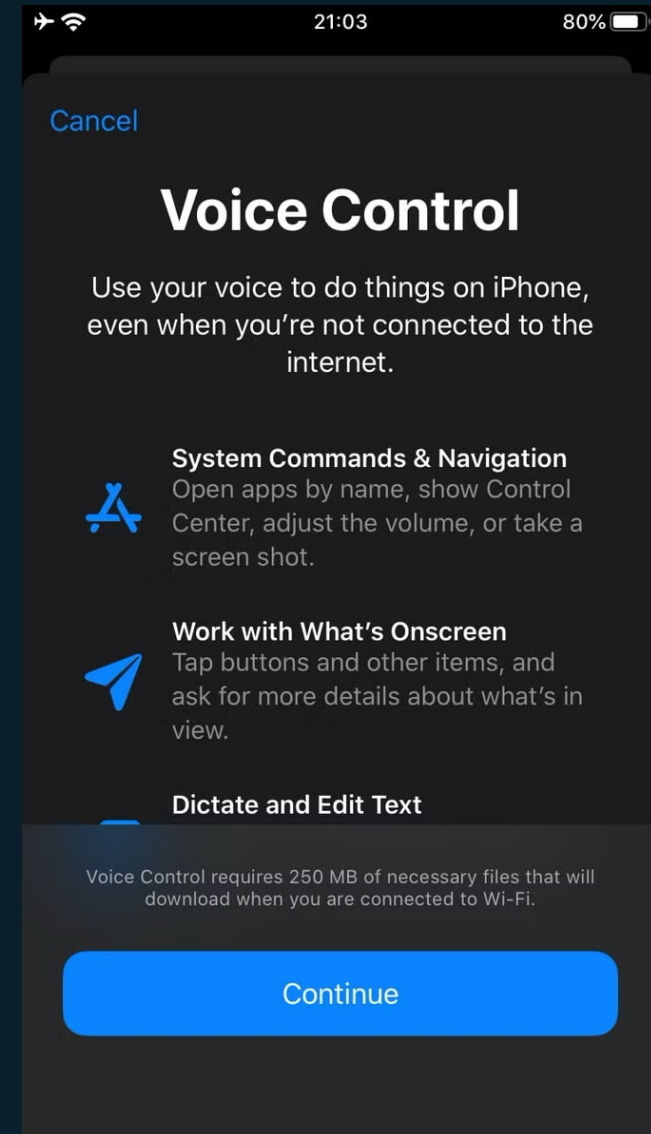 21:03 80%
Cancel
Voice Control
Use your voice to do things on iPhone,
even when you’re not connected to the
internet.
System Commands & Navigation
Open apps by name, show Control
Center, adjust the volume, or take a
screen shot.
Work with What’s Onscreen
Tap buttons and other items, and
ask for more details about what’s in
view.
Dictate and Edit Text
Voice Control requires 250 MB of necessary files that will
download when you are connected to Wi-Fi.
Continue